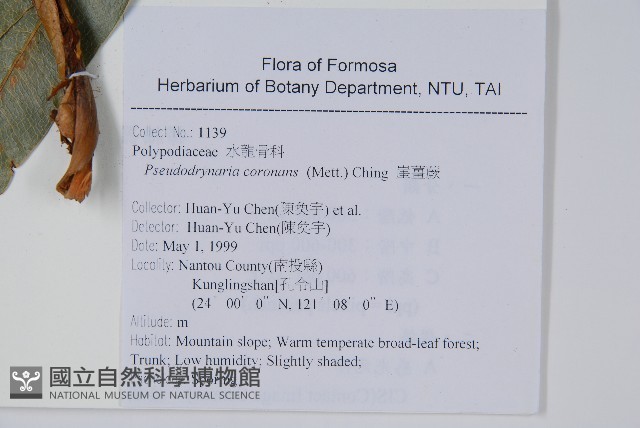 Flora of Formosa
Herbarium of Botany Department, NTU, TAI
Collect No.: 1139
Polypodiaceae 水龍骨科
Pseudodrynaria coronans (Mett.) Ching 崖薑蕨
Collector: Huan-Yu Chen(陳奐宇) et al.
Detector: Huan-Yu Chen(陳奐宇)
Date: May 1, 1999
Locality: Nantou County(南投縣)
Kunglingshan[孔令山]
(24° 00' 0" N, 121° 08' 0" E)
Altitude: m
Habitat: Mountain slope; Warm temperate broad-leaf forest;
Trunk; Low humidity; Slightly shaded;
國立自然科學博物館
NATIONAL MUSEUM OF NATURAL SCIENCE